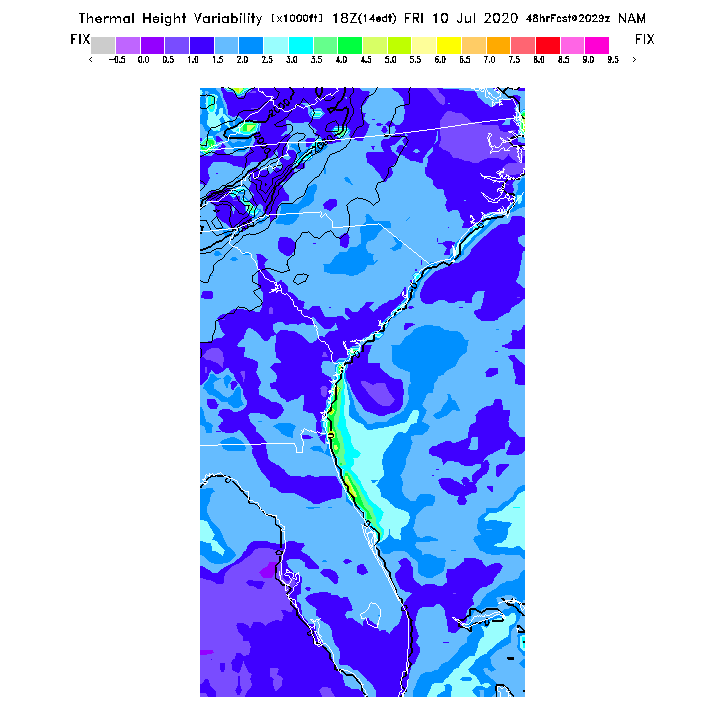 Thermal Height Variability [x1000ft] 18Z(14edt) FRI 10 Jul 2020 48hrFcst@2029z NAM
FIX FIX
< -0.5 0.0 0.5 1.0 1.5 2.0 2.5 3.0 3.5 4.0 4.5 5.0 5.5 6.0 6.5 7.0 7.5 8.0 8.5 9.0 9.5 >